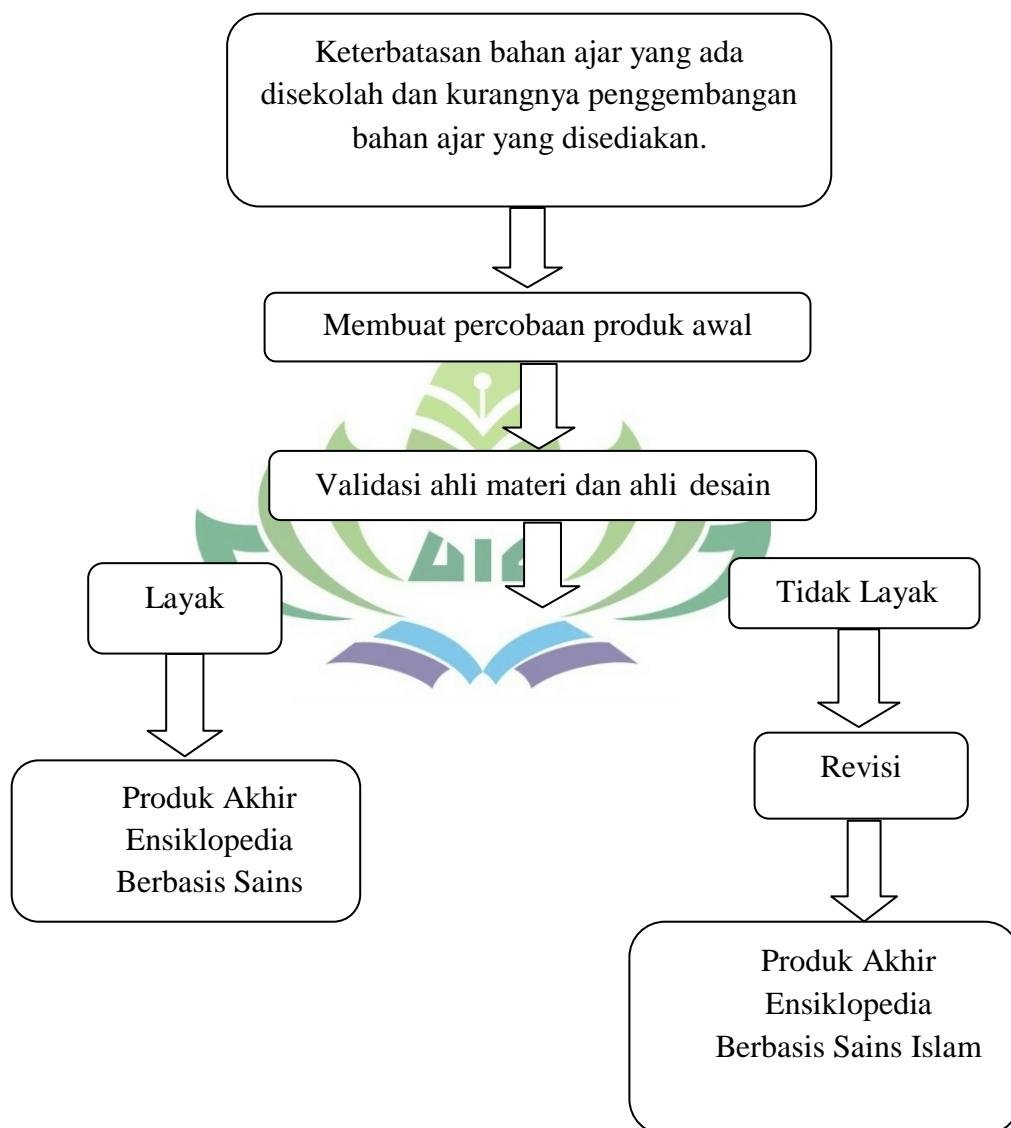 Keterbatasan bahan ajar yang ada
disekolah dan kurangnya penggembangan
bahan ajar yang disediakan.
Membuat percobaan produk awal
Validasi ahli materi dan ahli desain
Layak
Tidak Layak
Revisi
Produk Akhir
Ensiklopedia
Berbasis Sains
Produk Akhir
Ensiklopedia
Berbasis Sains Islam